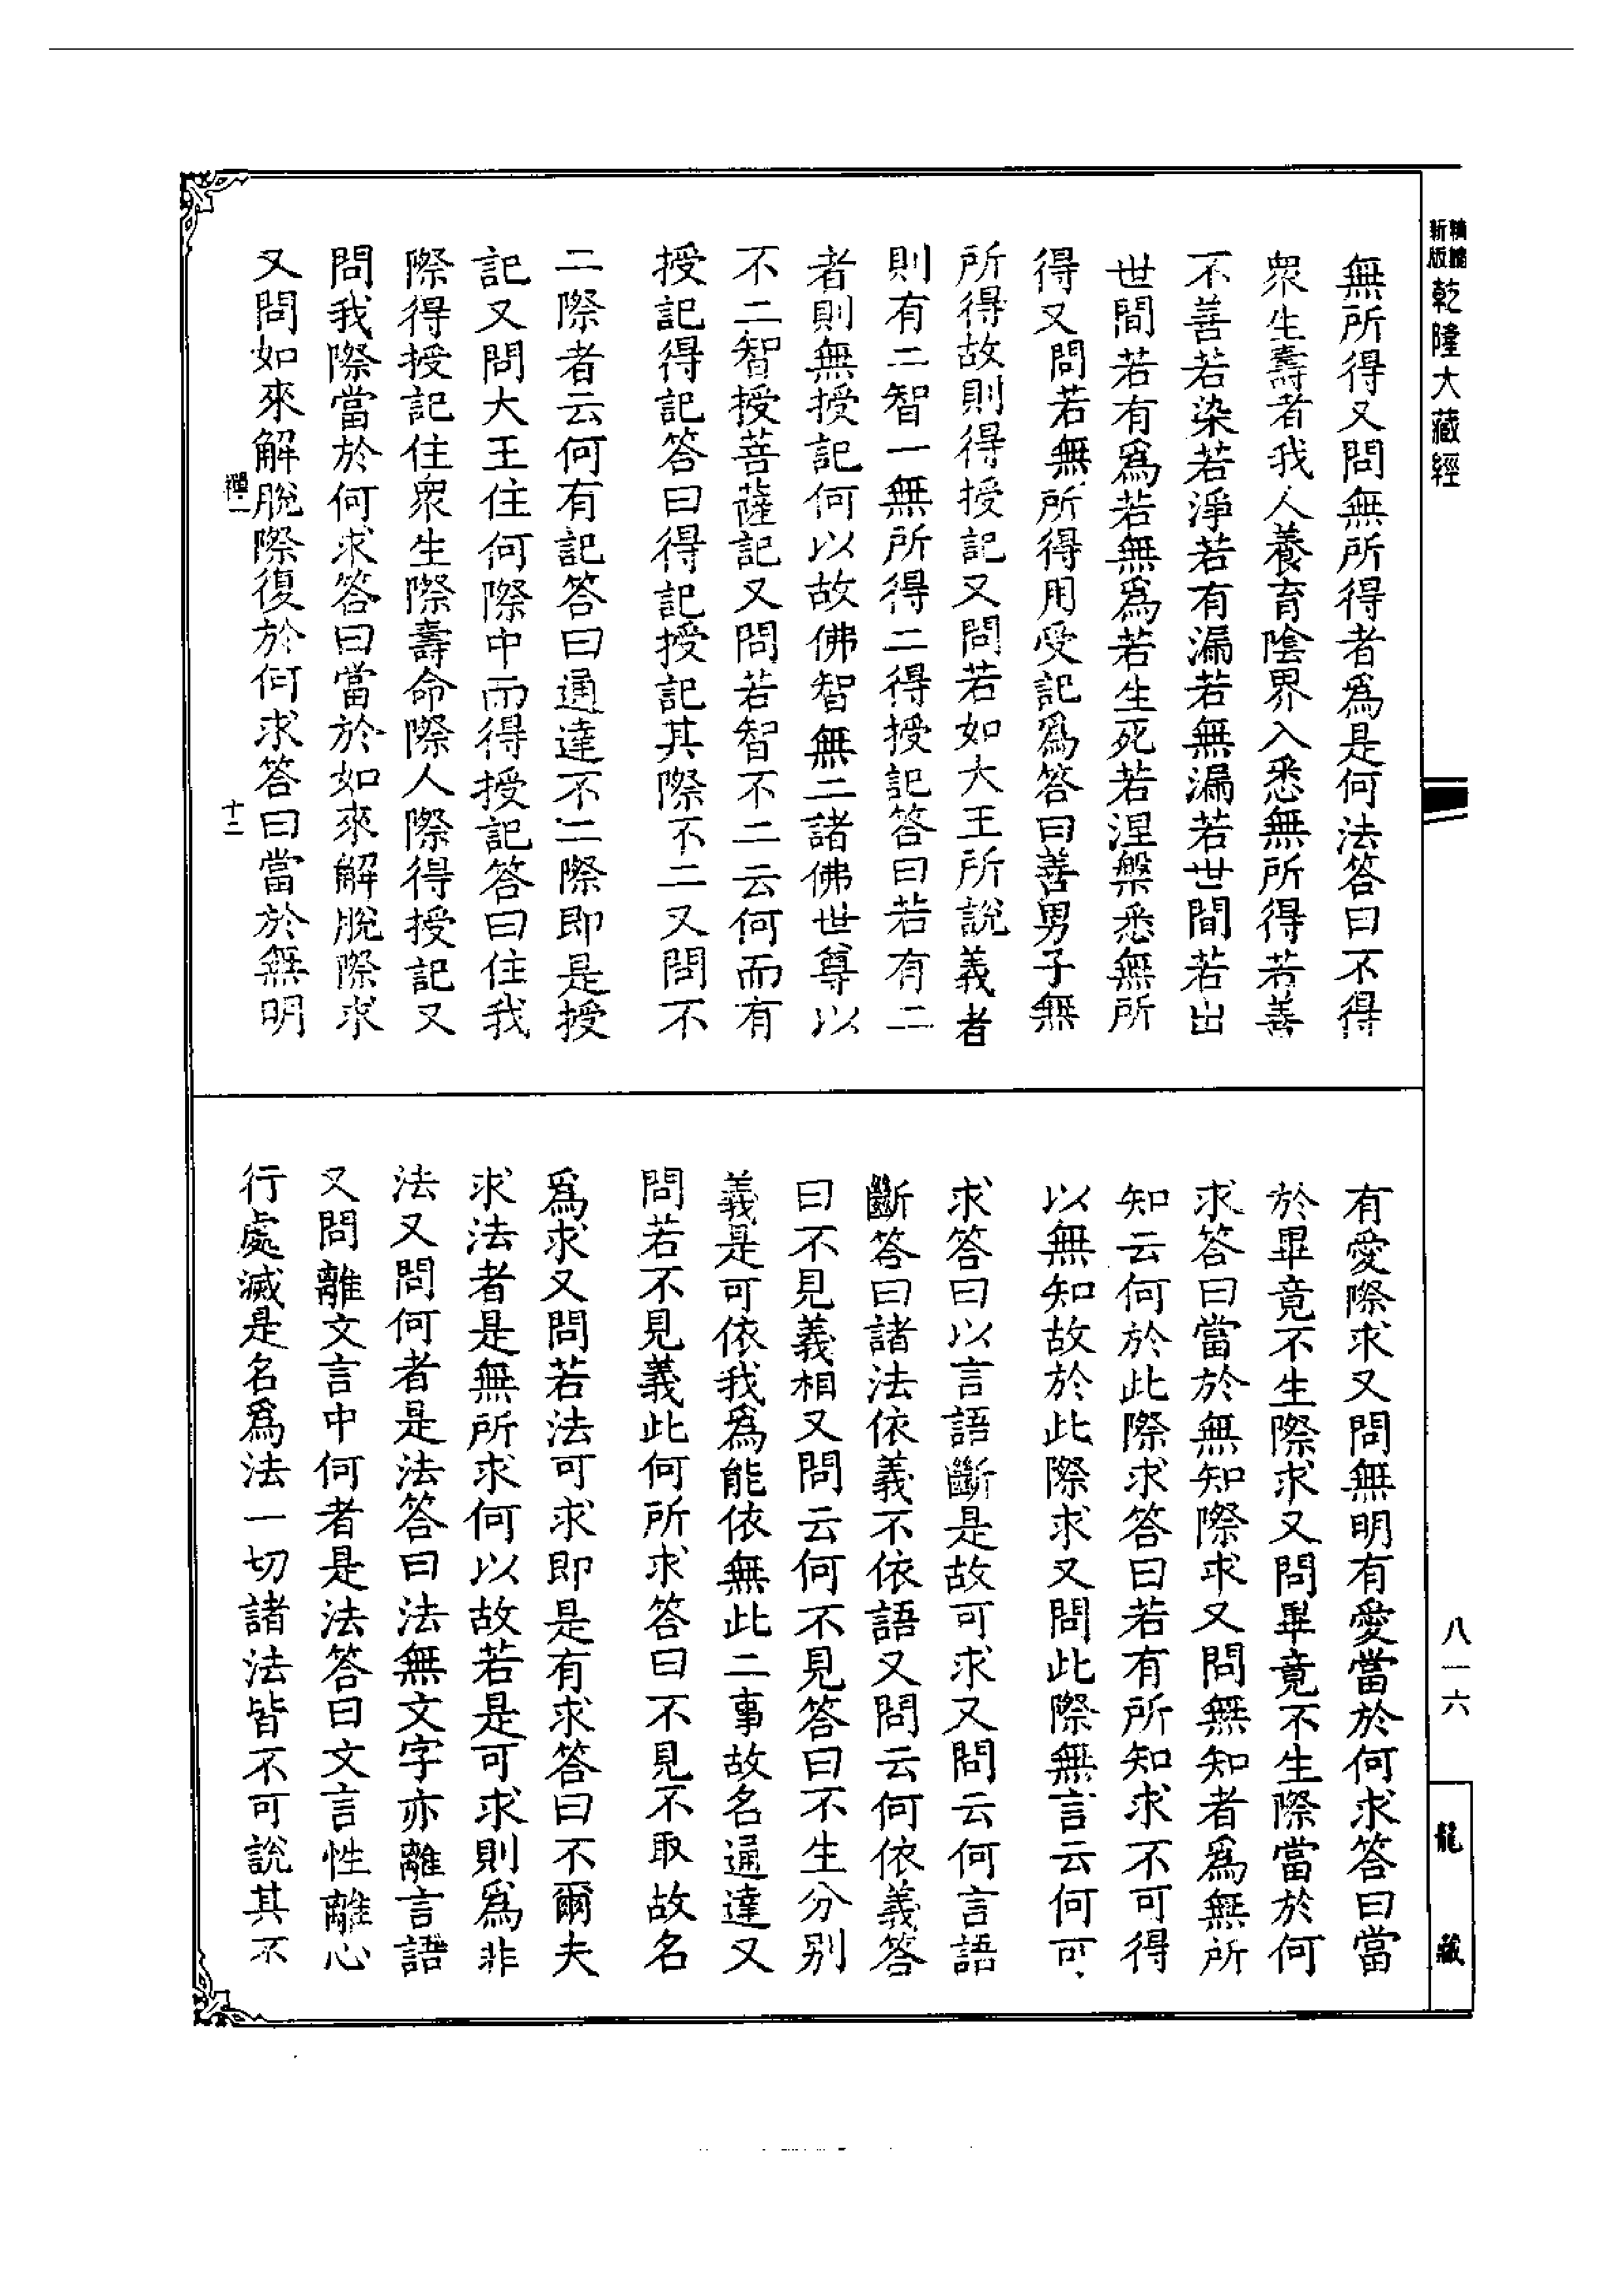 精縮新版乾隆大藏經
無所得又問無所得者爲是何法答曰不得
衆生壽者我人養育陰界入悉無所得若善
不善若染若淨若有漏若無漏若世間若出
世間若有爲若無爲若生死若涅槃悉無所
得又問若無所得用受記爲答曰善男子無
所得故則得授記又問若如大王所說義者
則有二智一無所得二得授記答曰若有二
者則無授記何以故佛智無二諸佛世尊以
不二智授菩薩記又問若智不二云何而有
授記得記答曰得記授記其際不二又問不
二際者云何有記答曰通達不二際即是授
記又問大王住何際中而得授記答曰住我
際得授記住衆生際壽命際人際得授記又
問我際當於何求答曰當於如來解脫際求
又問如來解脫際復於何求答曰當於無明
十二
有愛際求又問無明有愛當於何求答曰當
於畢竟不生際求又問畢竟不生際當於何
求答曰當於無知際求又問無知者爲無所
知云何於此際求答曰若有所知求不可得
以無知故於此際求又問此際無言云何可
求答曰以言語斷是故可求又問云何言語
斷答曰諸法依義不依語又問云何依義答
曰不見義相又問云何不見答曰不生分別
義是可依我爲能依無此二事故名通達又
問若不見義此何所求答曰不見不取故名
爲求又問若法可求即是有求答曰不爾夫
求法者是無所求何以故若是可求則爲非
法又問何者是法答曰法無文字亦離言語
又問離文言中何者是法答曰文言性離心
行處滅是名爲法一切諸法皆不可說其不
八一六
龍藏